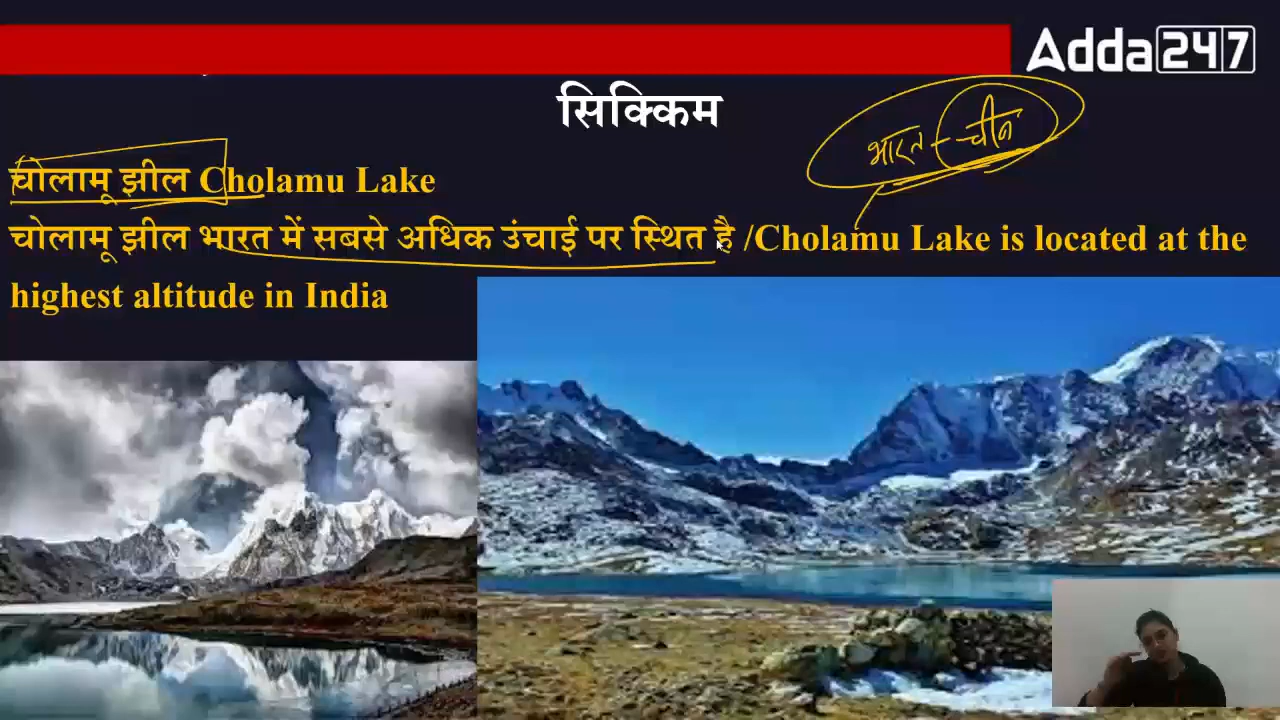 Adda247
सिक्किम
भारत - चीन
चोलामू झील Cholamu Lake
चोलामू झील भारत में सबसे अधिक उंचाई पर स्थित है /Cholamu Lake is located at the
highest altitude in India